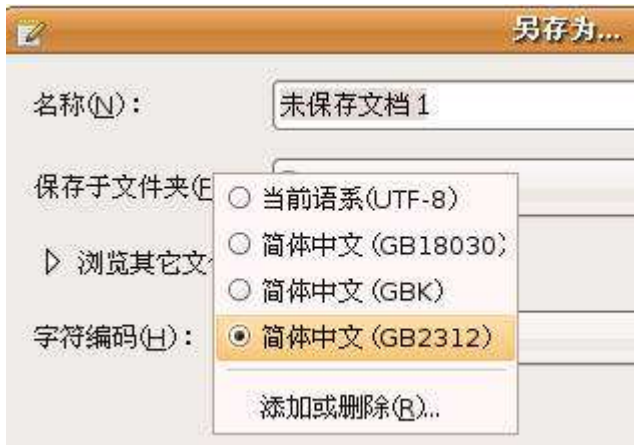 另存为...
名称(N)：
未保存文档 1
保存于文件夹(F
当前语系(UTF-8)
简体中文 (GB18030)
浏览其它文
简体中文 (GBK)
字符编码(H)：
简体中文 (GB2312)
添加或删除(R)...